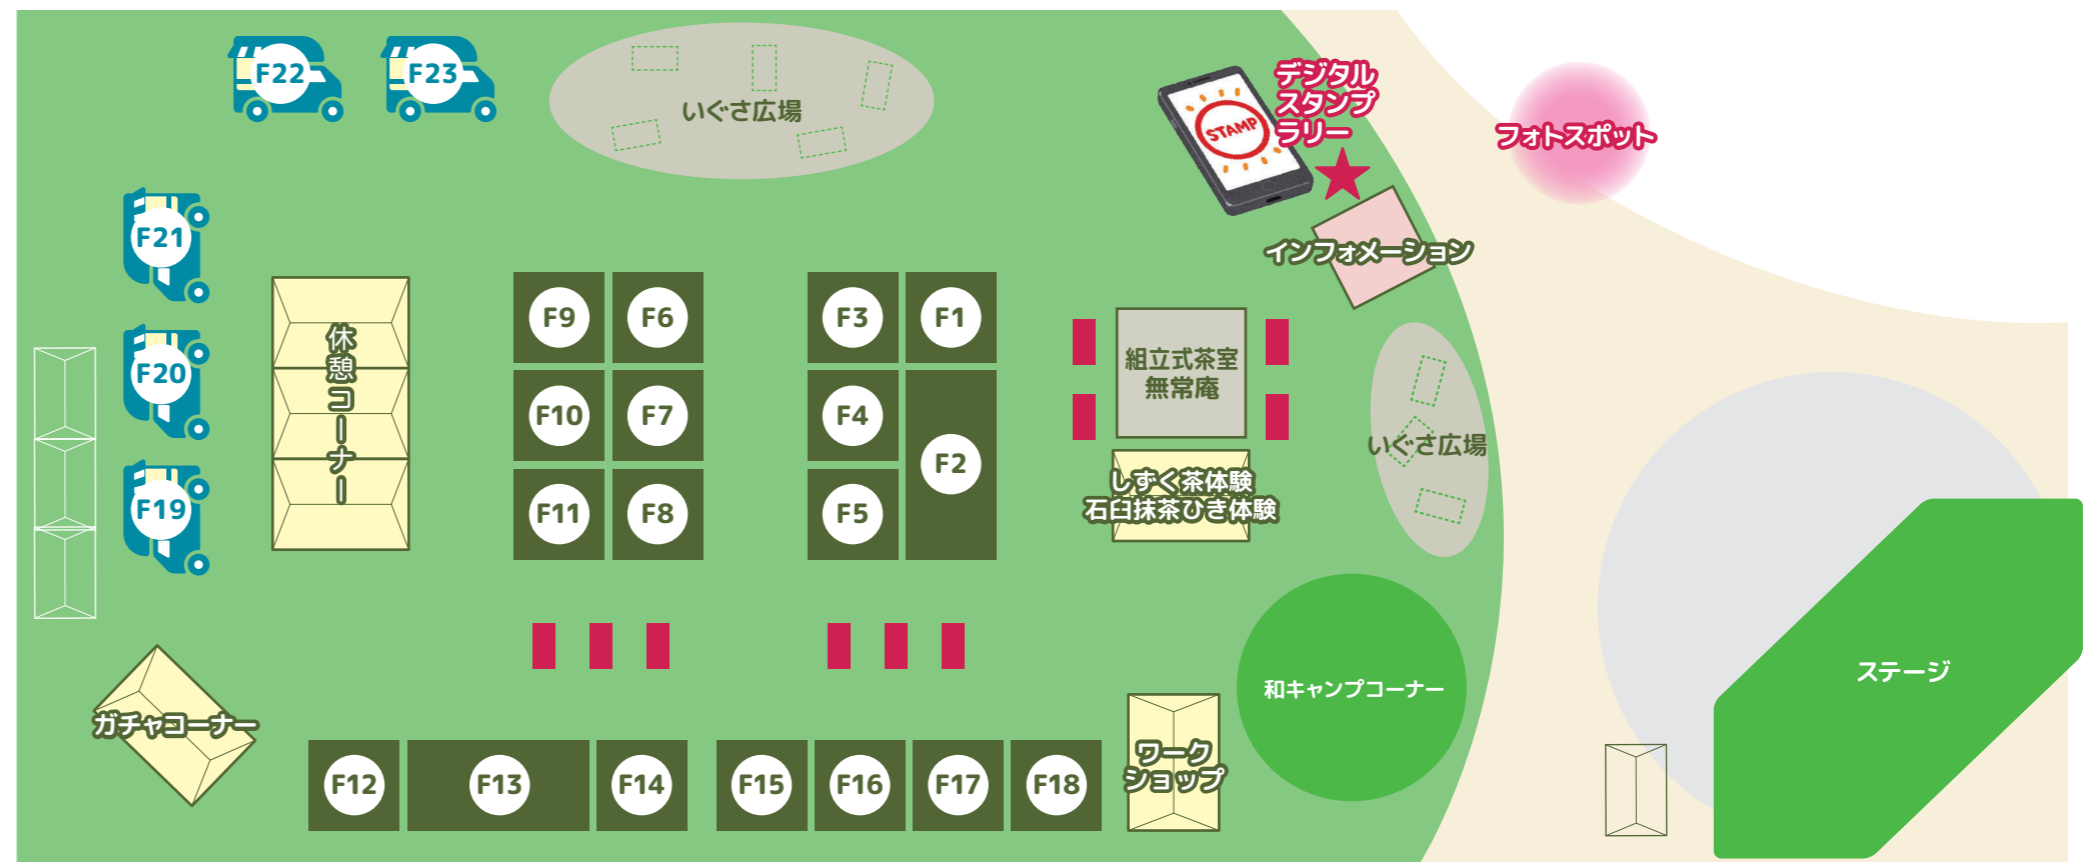 F22
F23
いぐさ広場
STAMP
デジタル
スタンプ
ラリー
フォトスポット
インフォメーション
F21
F20
F19
休憩コーナー
F9
F6
F3
F1
F10
F7
F4
F2
F11
F8
F5
組立式茶室
無常庵
しずく茶体験
石臼抹茶ひき体験
いぐさ広場
和キャンプコーナー
ステージ
ガチャコーナー
F12
F13
F14
F15
F16
F17
F18
ワーク
ショップ